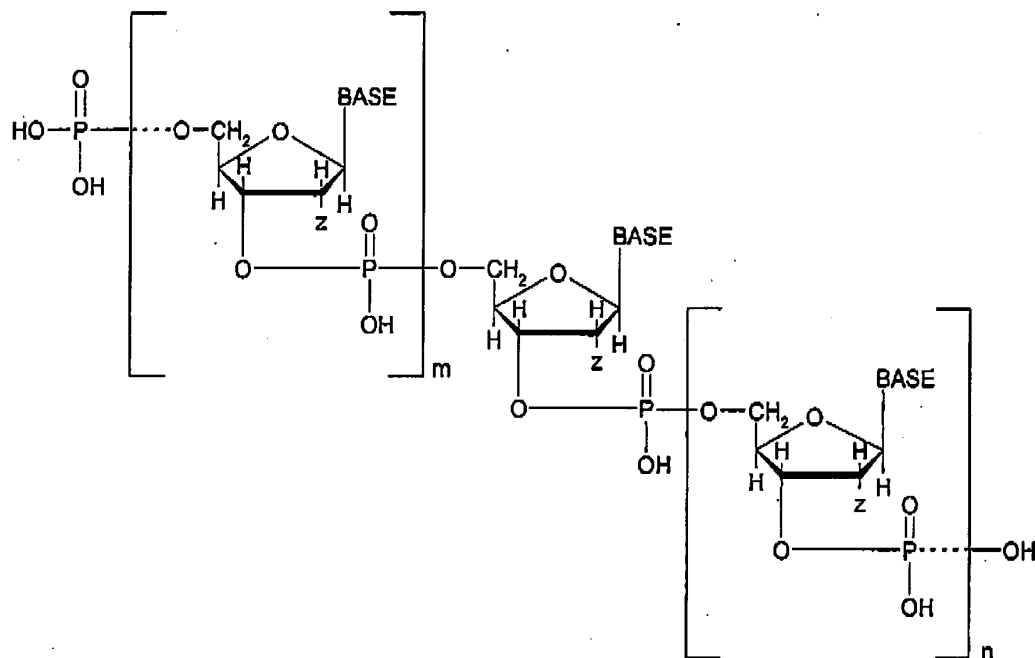 O BASE
HO P O CH2 O
OH H H H H
z O BASE
O P O CH2 O
OH H H H H
m z O BASE
O P O CH2 O
OH H H H H
z O
O P OH
OH
n